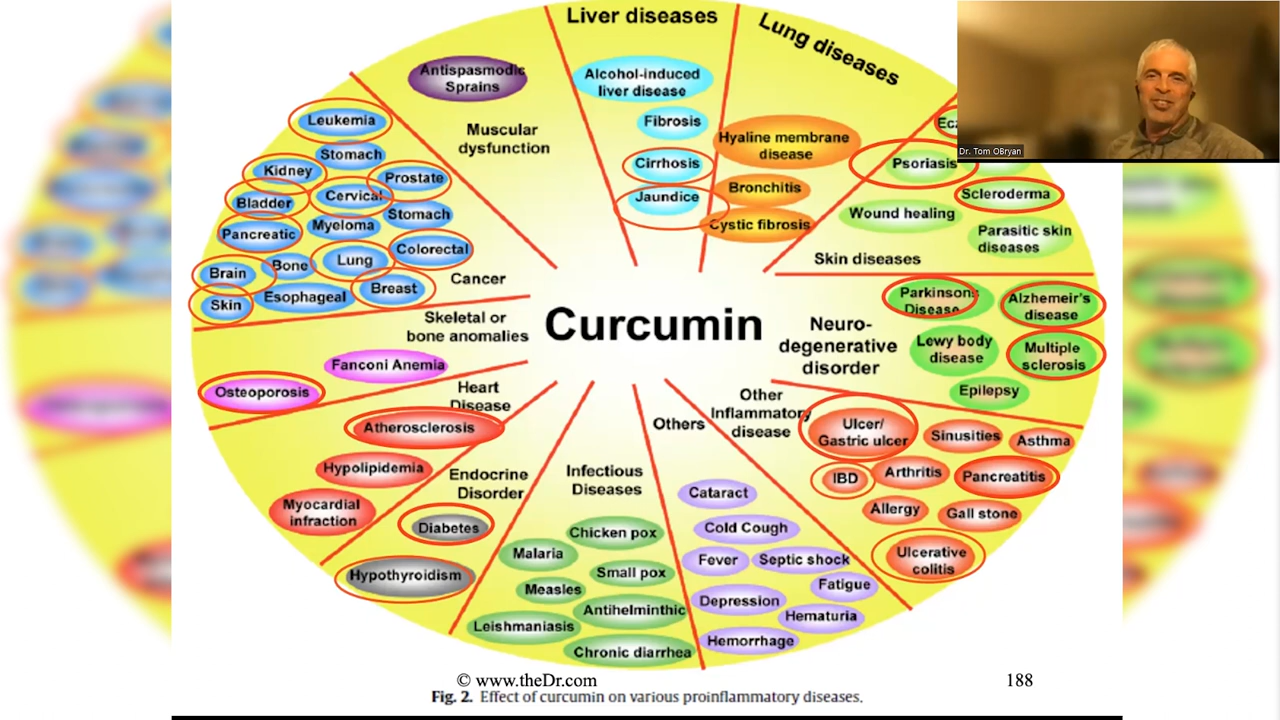 Liver diseases
Alcohol-induced
liver disease
Fibrosis
Cirrhosis
Jaundice
Lung diseases
Hyaline membrane
disease
Bronchitis
Cystic fibrosis
Dr. Tom OBryan
Psoriasis
Scleroderma
Wound healing
Parasitic skin
diseases
Skin diseases
Antispasmodic
Sprains
Muscular
dysfunction
Leukemia
Stomach
Kidney
Prostate
Bladder
Cervical
Stomach
Pancreatic
Myeloma
Colorectal
Brain
Bone
Lung
Skin
Esophageal
Breast
Cancer
Curcumin
Neuro-
degenerative
disorder
Parkinsons
Disease
Alzhemeir's
disease
Lewy body
disease
Multiple
sclerosis
Epilepsy
Skeletal or
bone anomalies
Fanconi Anemia
Osteoporosis
Heart
Disease
Atherosclerosis
Hypolipidemia
Myocardial
infraction
Endocrine
Disorder
Diabetes
Hypothyroidism
Infectious
Diseases
Chicken pox
Malaria
Small pox
Measles
Antihelminthic
Leishmaniasis
Chronic diarrhea
Others
Cataract
Cold Cough
Fever
Septic shock
Fatigue
Depression
Hematuria
Hemorrhage
Other
Inflammatory
disease
Ulcer/
Gastric ulcer
Sinusities
Asthma
IBD
Arthritis
Pancreatitis
Allergy
Gall stone
Ulcerative
colitis
© www.theDr.com
188
Fig. 2. Effect of curcumin on various proinflammatory diseases.